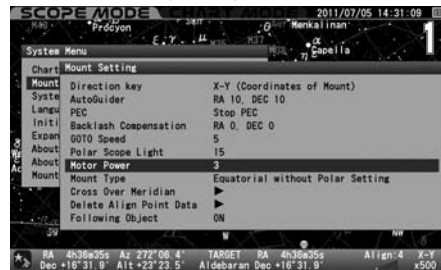 SCOPE MODE CHART MODE 2011/07/05 14:31:09
Procyon Menkalinan
ε,γ μ M37 α Capella
η
1
System Menu
Chart Mount Setting
Mount Direction key X-Y (Coordinates of Mount)
Syste AutoGuider RA 10, DEC 10
Langu PEC Stop PEC
Initi Backlash Compensation RA 0, DEC 0
Expan GOTO Speed 5
About Polar Scope Light 15
About Motor Power 3
Mount Mount Type Equatorial without Polar Setting
Cross Over Meridian ▶
Delete Align Point Data ▶
Following Object ON
W NW
RA 4h36m35s Az 272°06.4' TARGET RA 4h36m35s Align:4 X-Y
Dec +16°31.9' Alt+23°23.5' Aldebaran Dec +16°31.9' x500